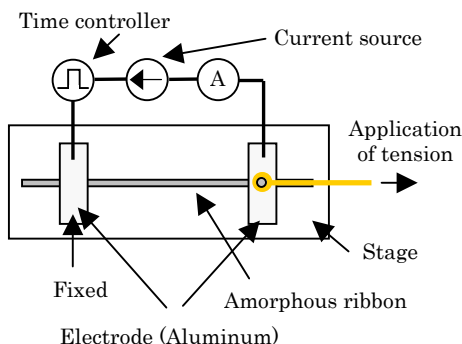 Time controller
Current source
A
Application
of tension
Stage
Fixed
Amorphous ribbon
Electrode (Aluminum)